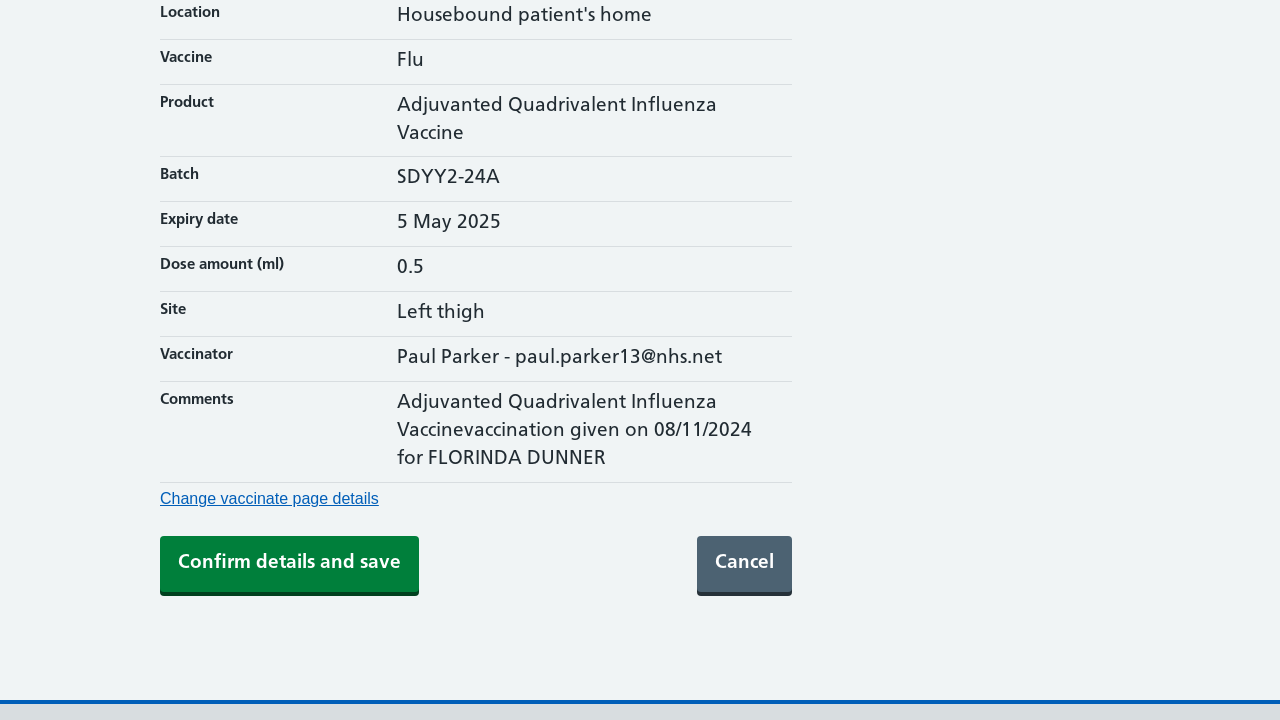 Location Housebound patient's home
Vaccine Flu
Product Adjuvanted Quadrivalent Influenza
Vaccine
Batch SDYY2-24A
Expiry date 5 May 2025
Dose amount (ml) 0.5
Site Left thigh
Vaccinator Paul Parker - paul.parker13@nhs.net
Comments Adjuvanted Quadrivalent Influenza
Vaccinevaccination given on 08/11/2024
for FLORINDA DUNNER
Change vaccinate page details
Confirm details and save Cancel